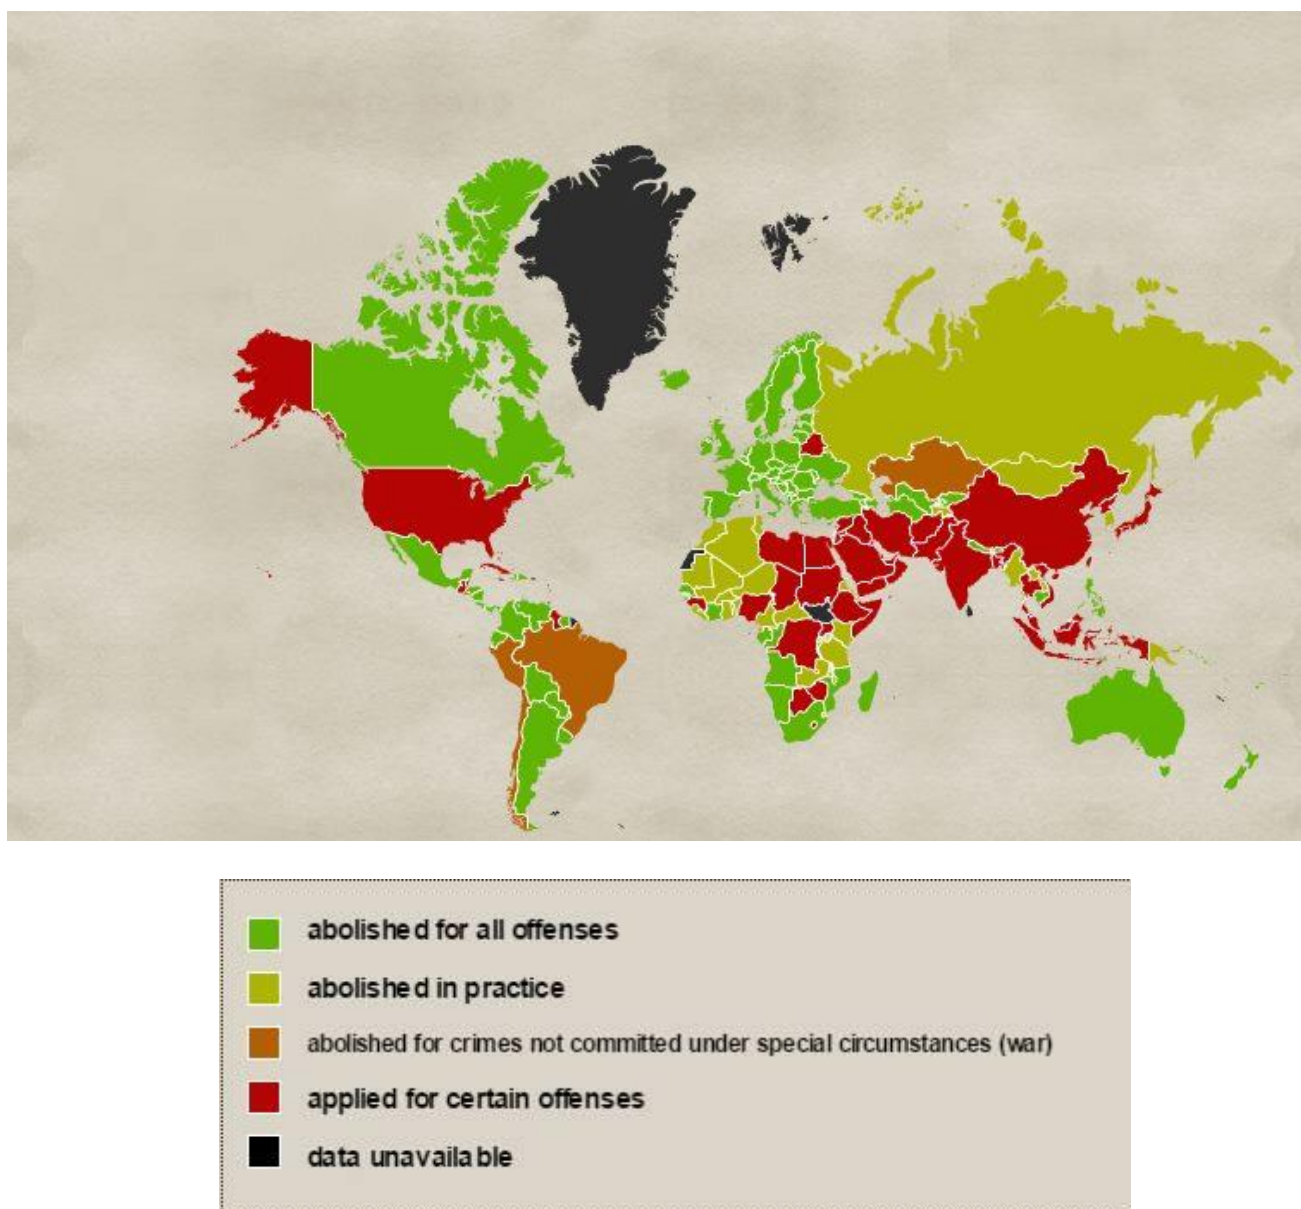 abolished for all offenses
abolished in practice
abolished for crimes not committed under special circumstances (war)
applied for certain offenses
data unavailable